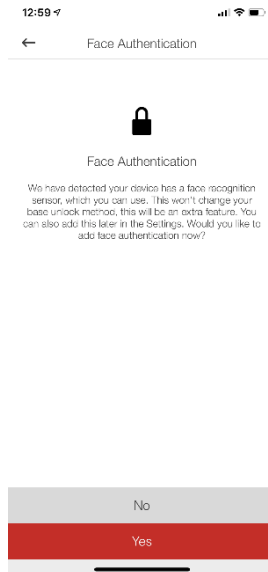 12:59
Face Authentication
Face Authentication
We have detected your device has a face recognition
sensor, which you can use. This won't change your
base unlock method, this will be an extra feature. You
can also add this later in the Settings. Would you like to
add face authentication now?
No
Yes